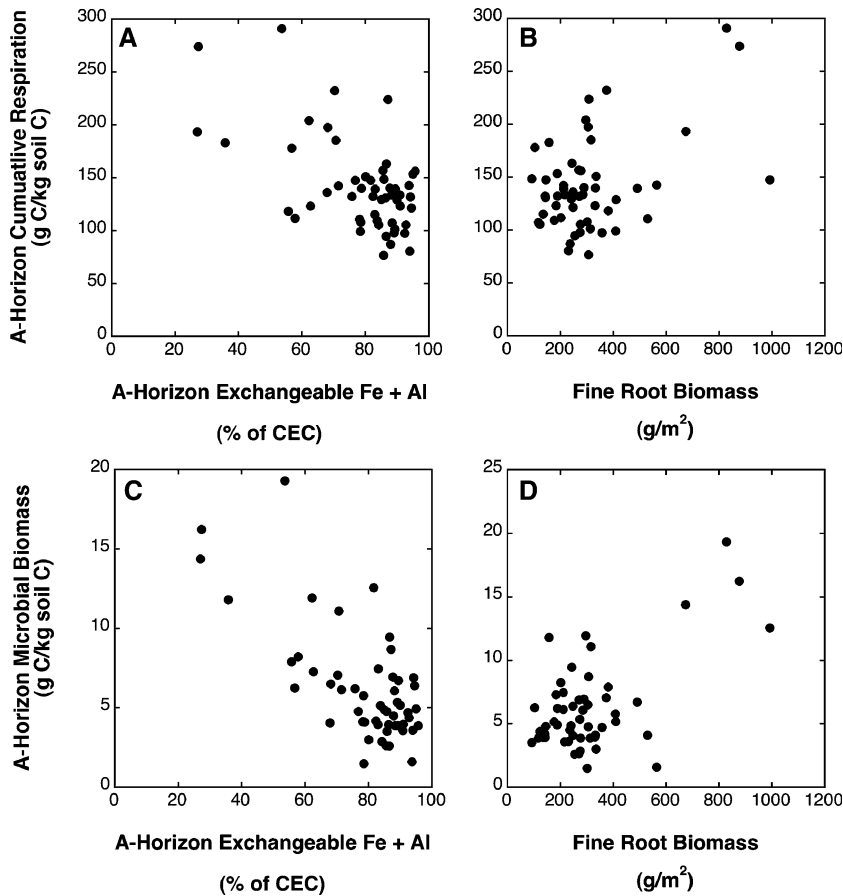 A-Horizon Cumuatlve Respiration
(g C/kg soil C)
A
300
250
200
150
100
50
0
0 20 40 60 80 100
A-Horizon Exchangeable Fe + Al
(% of CEC)
B
300
250
200
150
100
50
0
0 200 400 600 800 1000 1200
Fine Root Biomass
(g/m²)
A-Horizon Microbial Biomass
(g C/kg soil C)
C
20
15
10
5
0
0 20 40 60 80 100
A-Horizon Exchangeable Fe + Al
(% of CEC)
D
25
20
15
10
5
0
0 200 400 600 800 1000 1200
Fine Root Biomass
(g/m²)